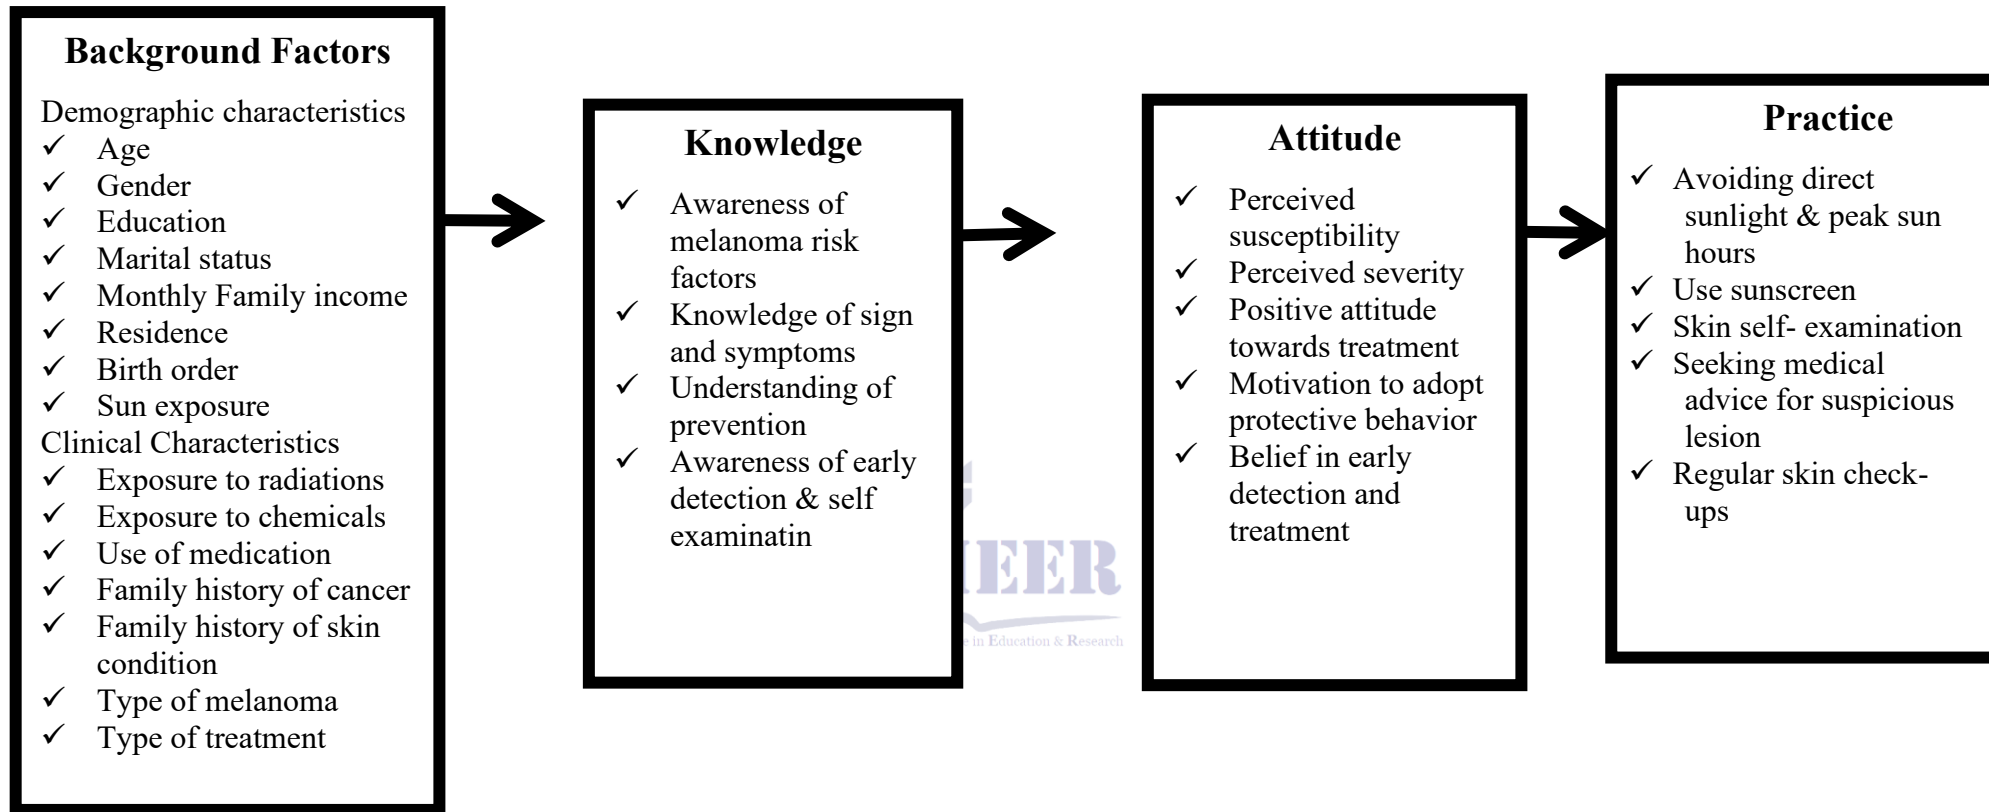 Background Factors
Demographic characteristics
✓ Age
✓ Gender
✓ Education
✓ Marital status
✓ Monthly Family income
✓ Residence
✓ Birth order
✓ Sun exposure
Clinical Characteristics
✓ Exposure to radiations
✓ Exposure to chemicals
✓ Use of medication
✓ Family history of cancer
✓ Family history of skin
condition
✓ Type of melanoma
✓ Type of treatment
Knowledge
✓ Awareness of
melanoma risk
factors
✓ Knowledge of sign
and symptoms
✓ Understanding of
prevention
✓ Awareness of early
detection & self
examinatin
Attitude
✓ Perceived
susceptibility
✓ Perceived severity
✓ Positive attitude
towards treatment
✓ Motivation to adopt
protective behavior
✓ Belief in early
detection and
treatment
Practice
✓ Avoiding direct
sunlight & peak sun
hours
✓ Use sunscreen
✓ Skin self- examination
✓ Seeking medical
advice for suspicious
lesion
✓ Regular skin check-
ups
EER
in Education & Research